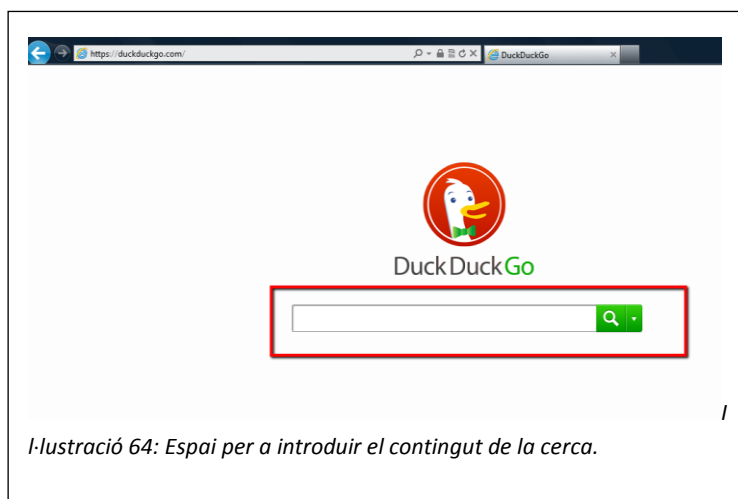 https://duckduckgo.com/ DuckDuckGo
DuckDuckGo
I
l·lustració 64: Espai per a introduir el contingut de la cerca.